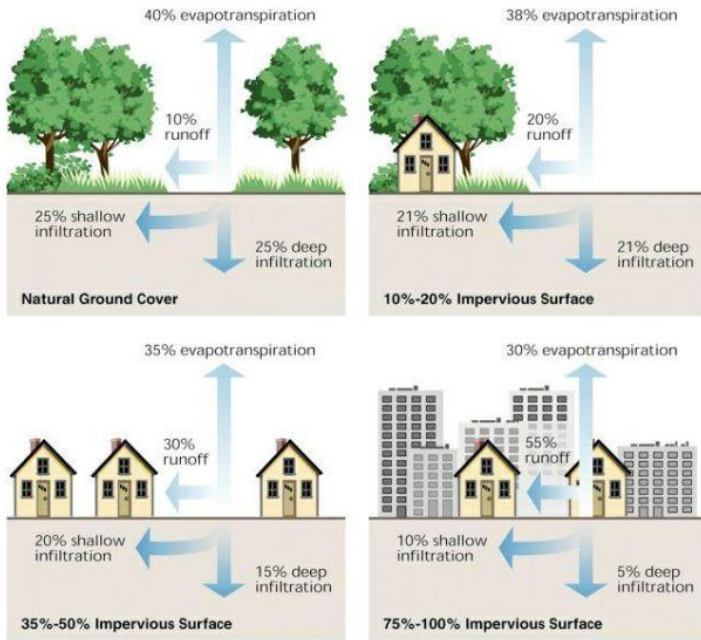 40% evapotranspiration
10%
runoff
25% shallow
infiltration
25% deep
infiltration
Natural Ground Cover
38% evapotranspiration
20%
runoff
21% shallow
infiltration
21% deep
infiltration
10%-20% Impervious Surface
35% evapotranspiration
30%
runoff
20% shallow
infiltration
15% deep
infiltration
35%-50% Impervious Surface
30% evapotranspiration
55%
runoff
10% shallow
infiltration
5% deep
infiltration
75%-100% Impervious Surface